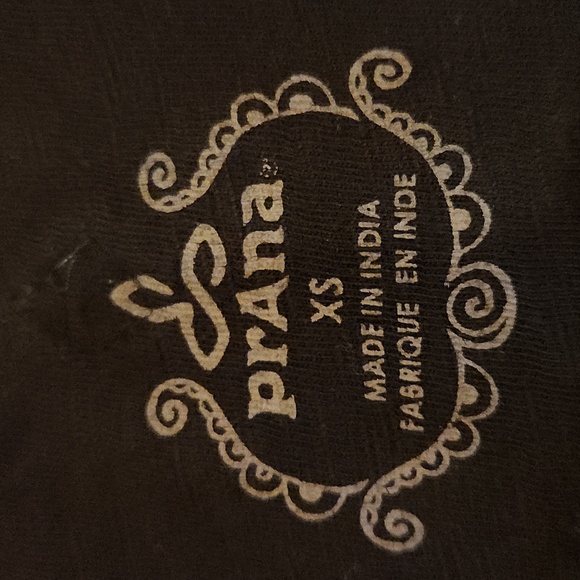 prAna®
XS
MADE IN INDIA
FABRIQUE EN INDE